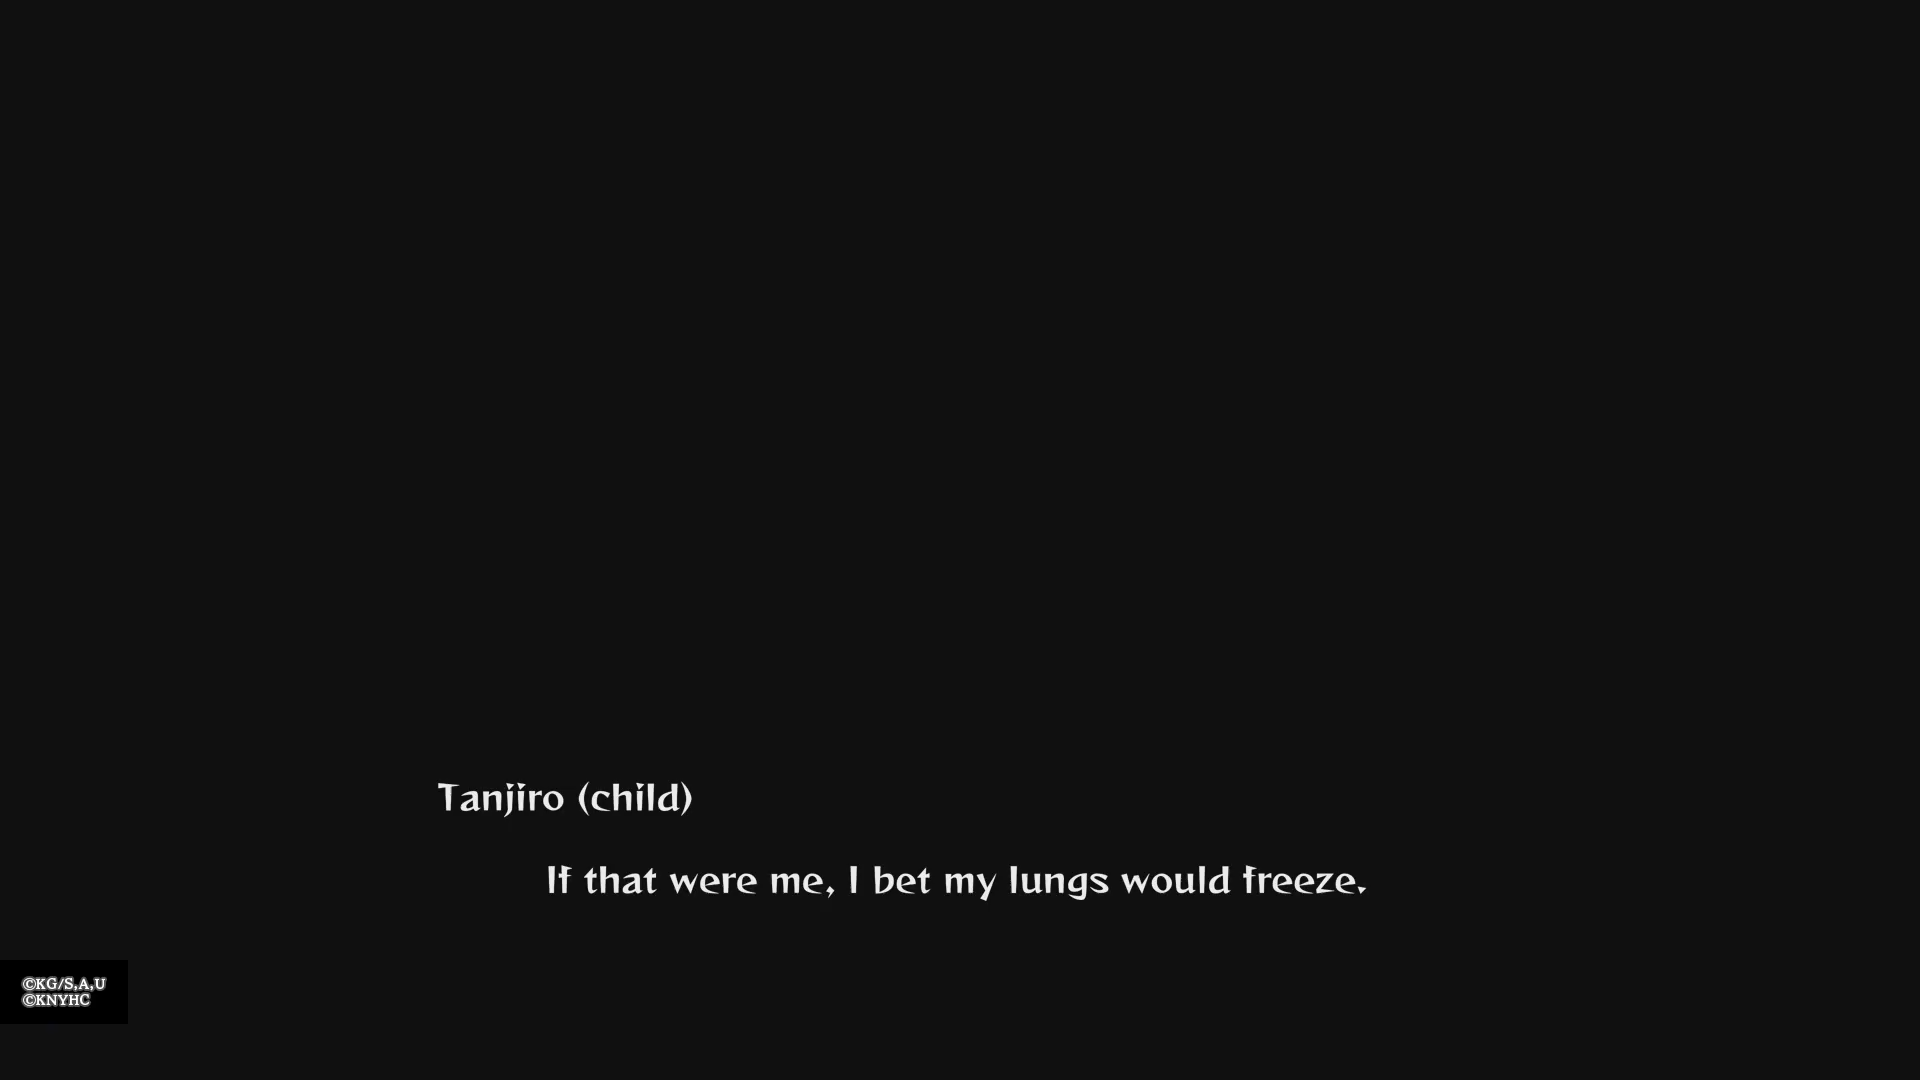 Tanjiro (child)
If that were me, I bet my lungs would freeze.
©KG/S,A,U
©KNYHC